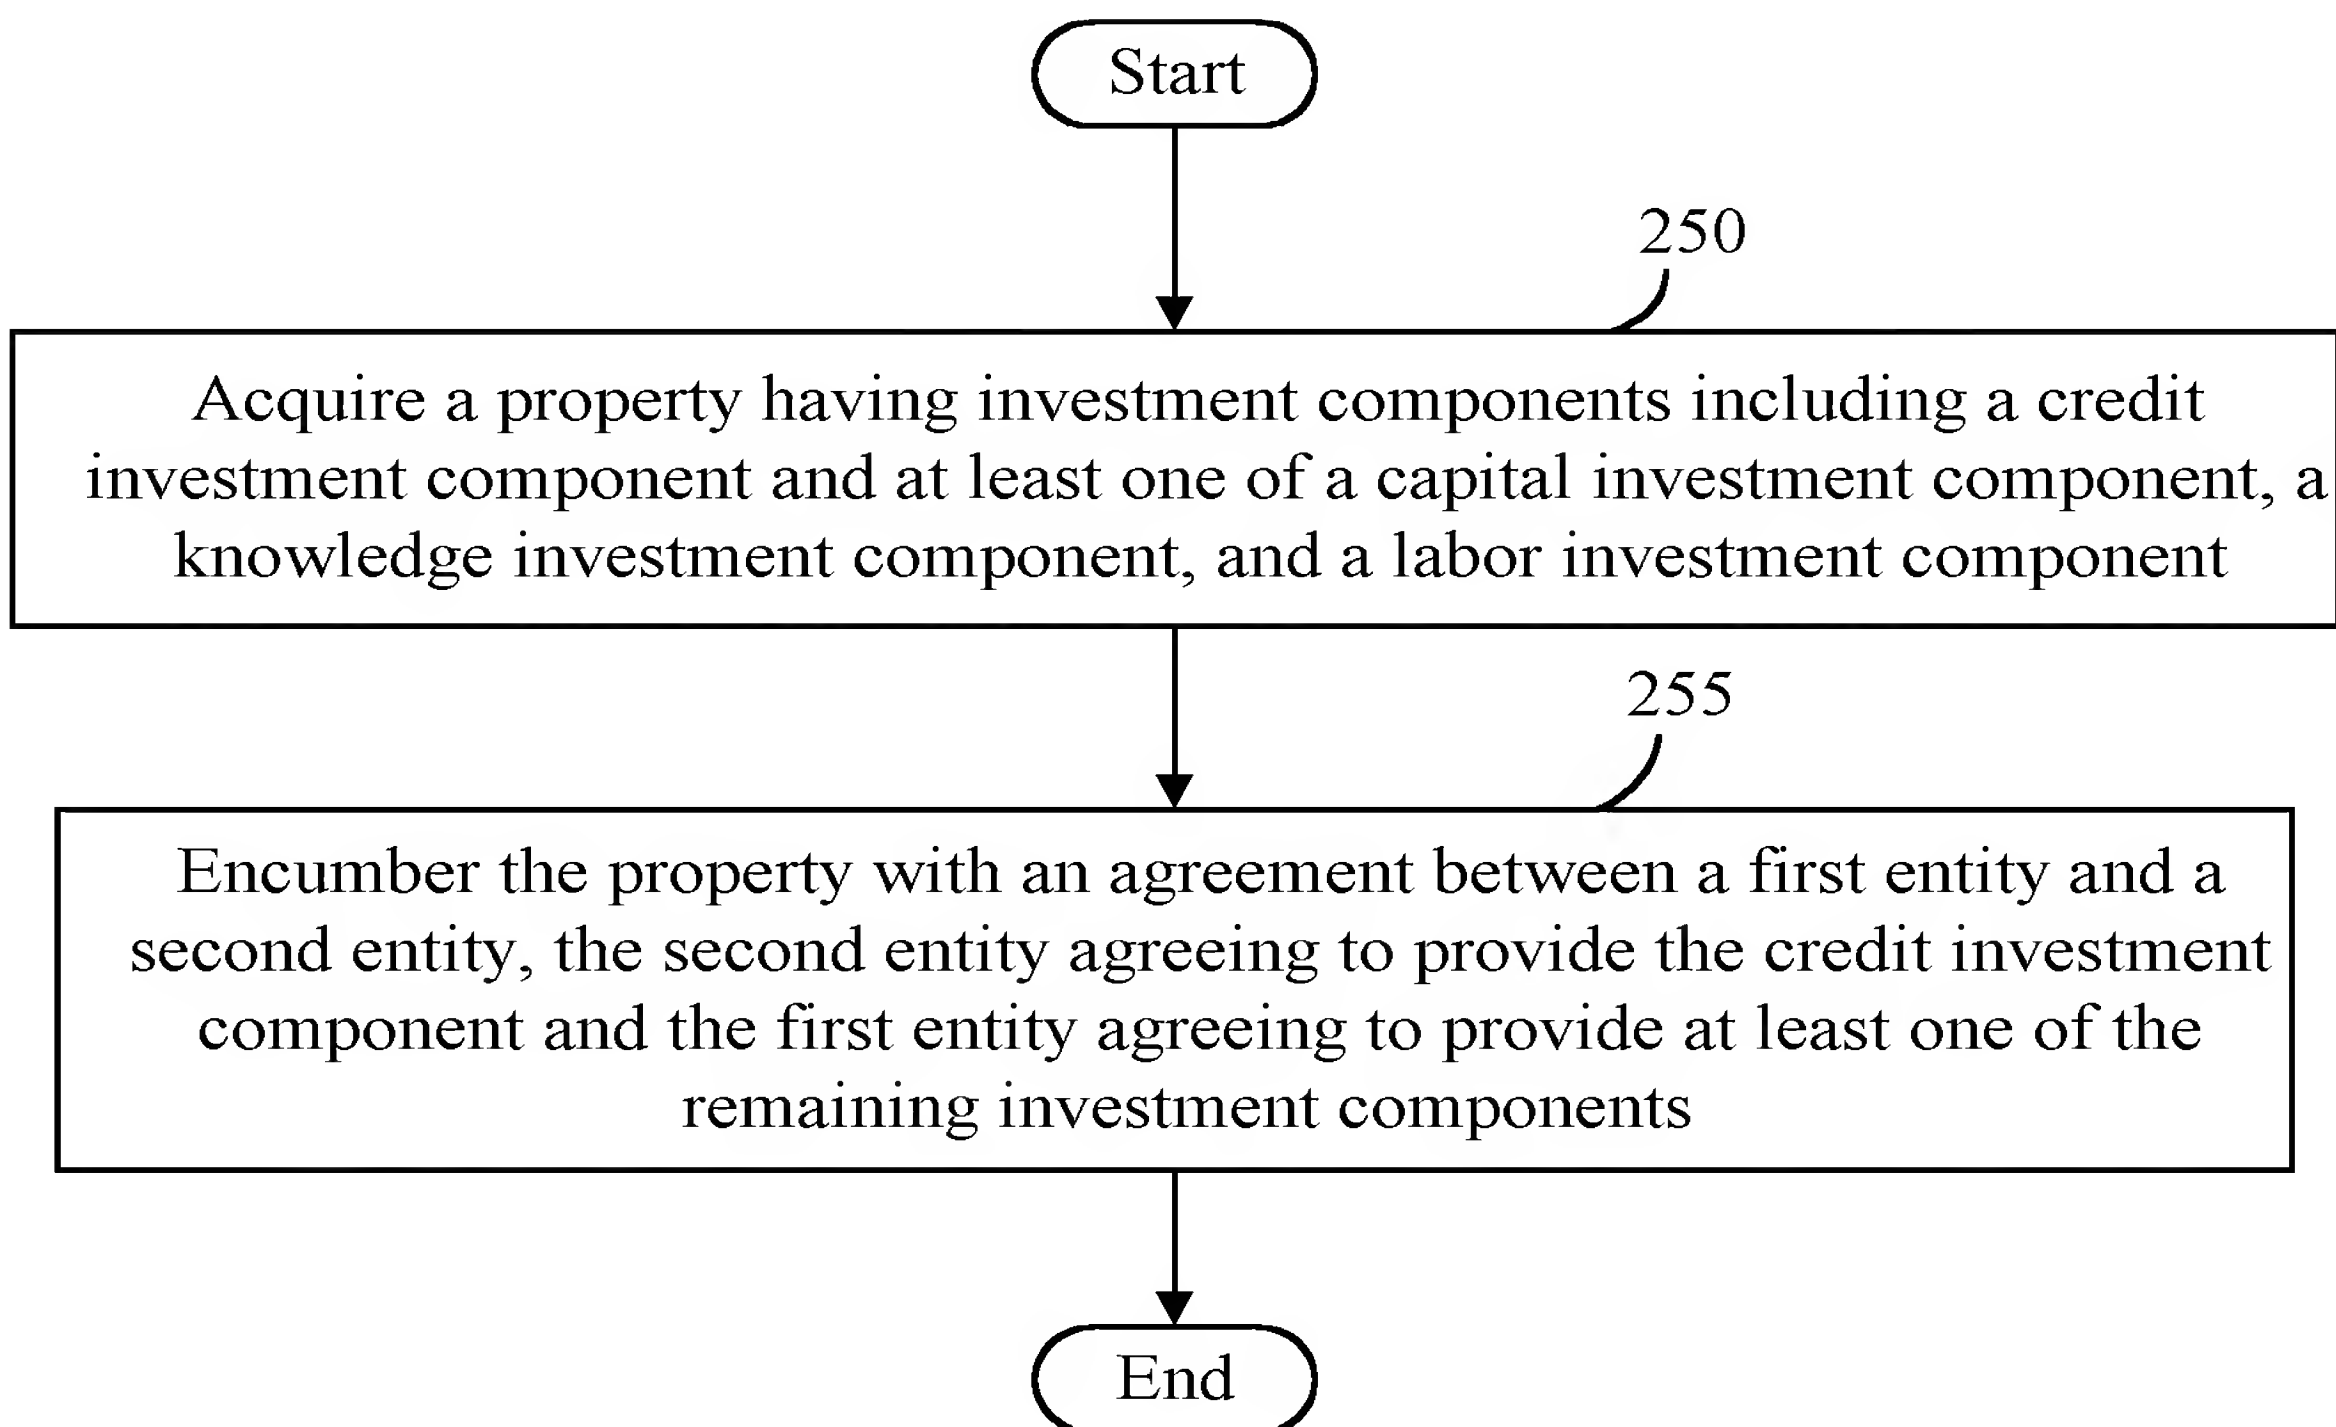 Start
250
Acquire a property having investment components including a credit
investment component and at least one of a capital investment component, a
knowledge investment component, and a labor investment component
255
Encumber the property with an agreement between a first entity and a
second entity, the second entity agreeing to provide the credit investment
component and the first entity agreeing to provide at least one of the
remaining investment components
End